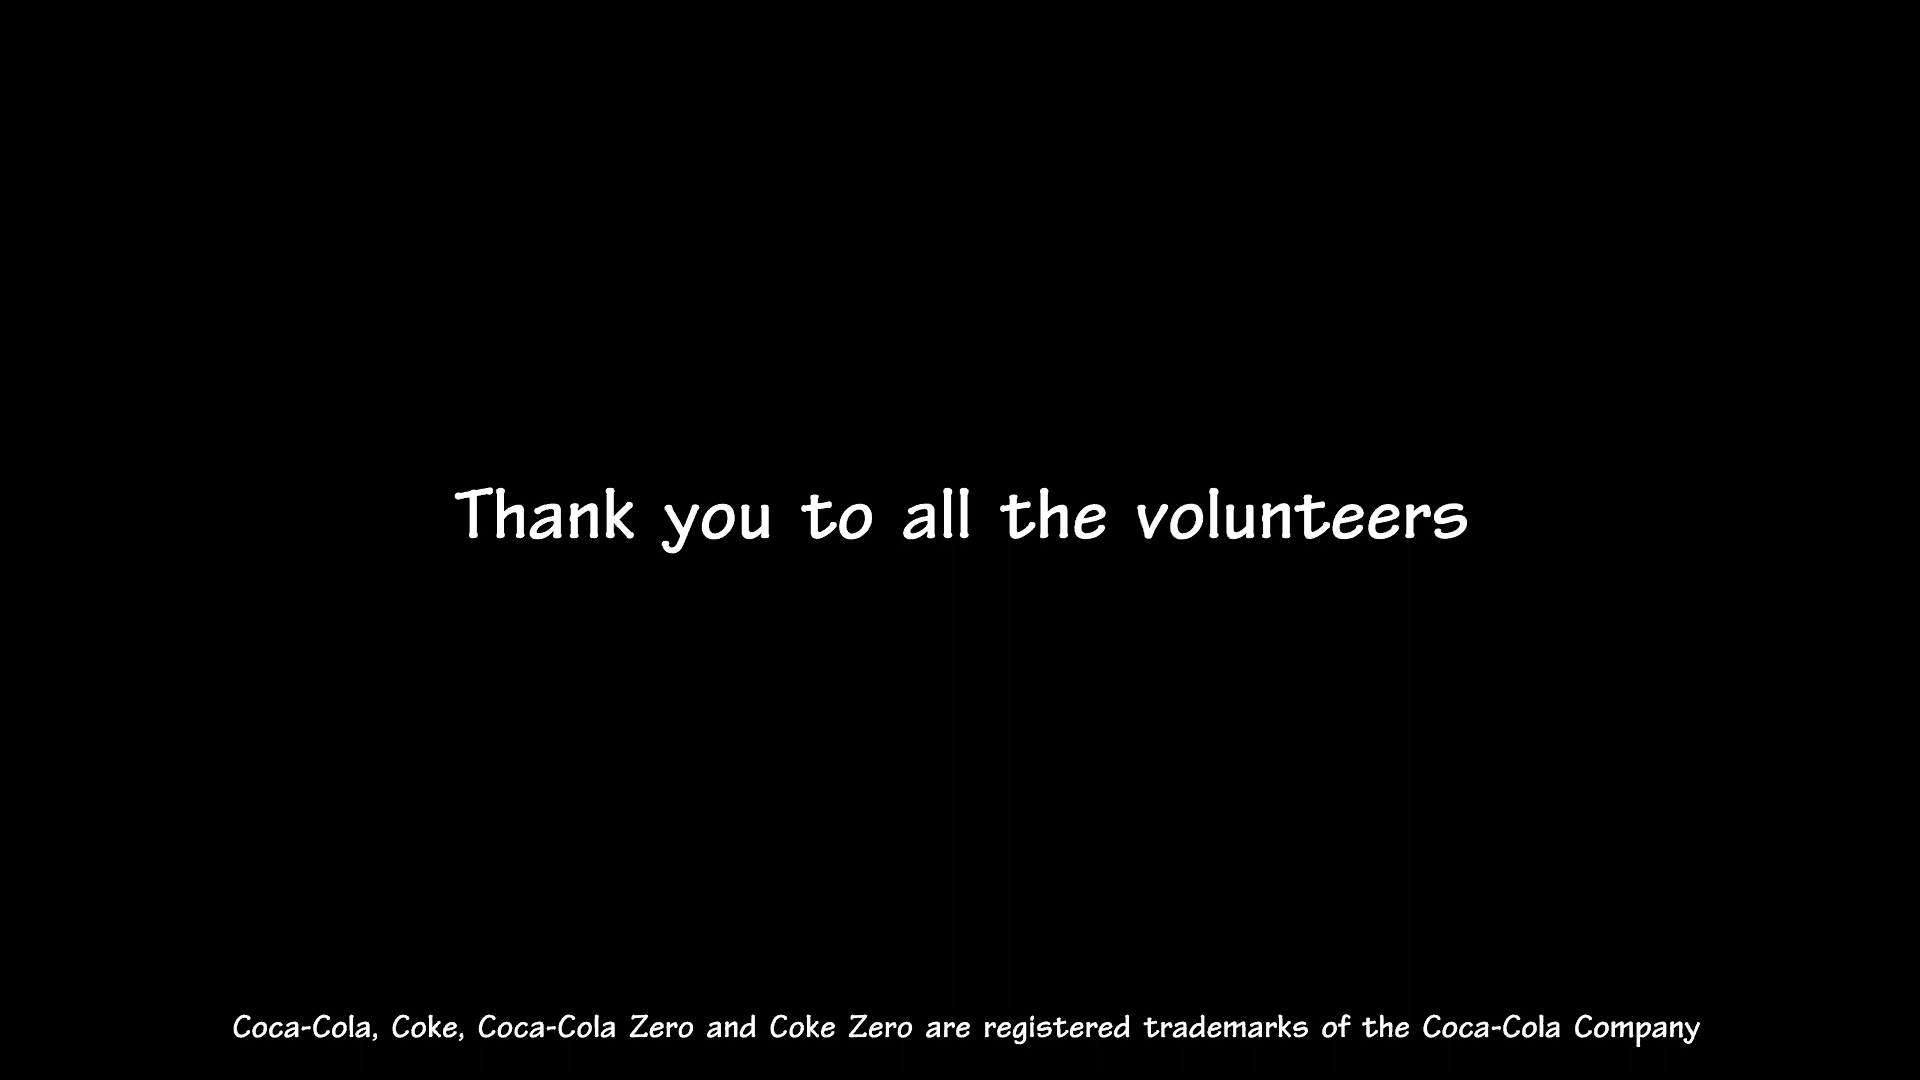 Thank you to all the volunteers
Coca-Cola, Coke, Coca-Cola Zero and Coke Zero are registered trademarks of the Coca-Cola Company